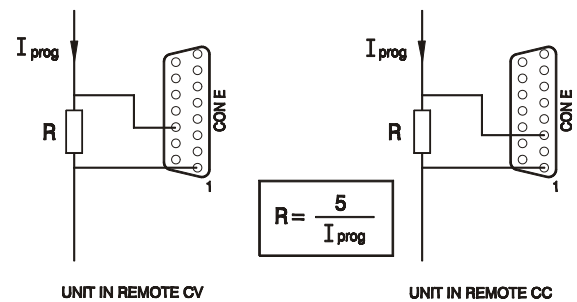 I prog
R
CON E
1
UNIT IN REMOTE CV
R = 5 / I prog
I prog
R
CON E
1
UNIT IN REMOTE CC